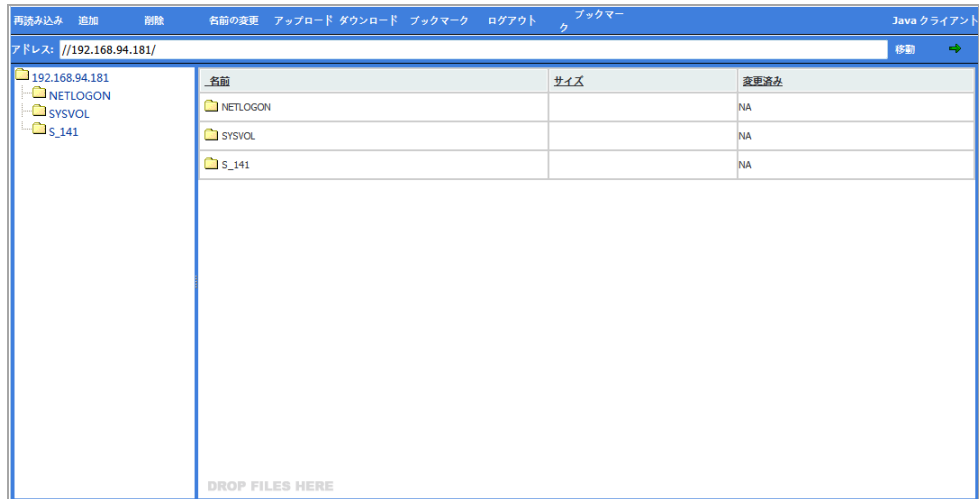 再読み込み 追加 削除 名前の変更 アップロード ダウンロード ブックマーク ログアウト ブックマー
ク Java クライアント
アドレス: //192.168.94.181/ 移動
192.168.94.181
NETLOGON
SYSVOL
S_141
名前 サイズ 変更済み
NETLOGON NA
SYSVOL NA
S_141 NA
DROP FILES HERE